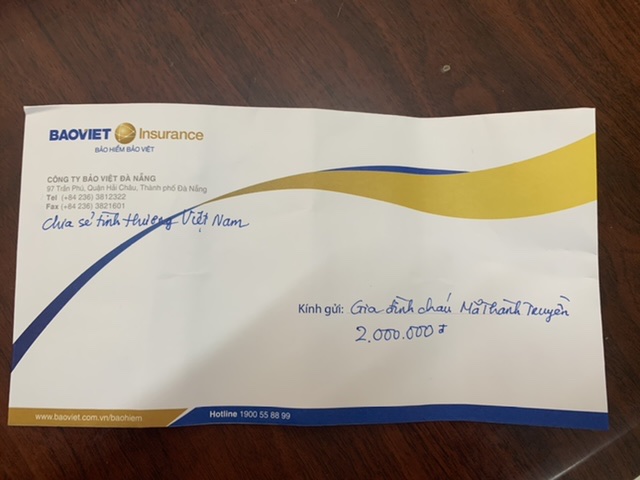 BAOVIET Insurance
BẢO HIỂM BẢO VIỆT
CÔNG TY BẢO VIỆT ĐÀ NẴNG
97 Trần Phú, Quận Hải Châu, Thành phố Đà Nẵng
Tel (+84 236) 3812322
Fax (+84 236) 3821601
Chia sẻ tình thương Việt Nam
Kính gửi: Gia đình cháu Mã Thành Truyền
2.000.000đ
www.baoviet.com.vn/baohiem
Hotline 1900 55 88 99